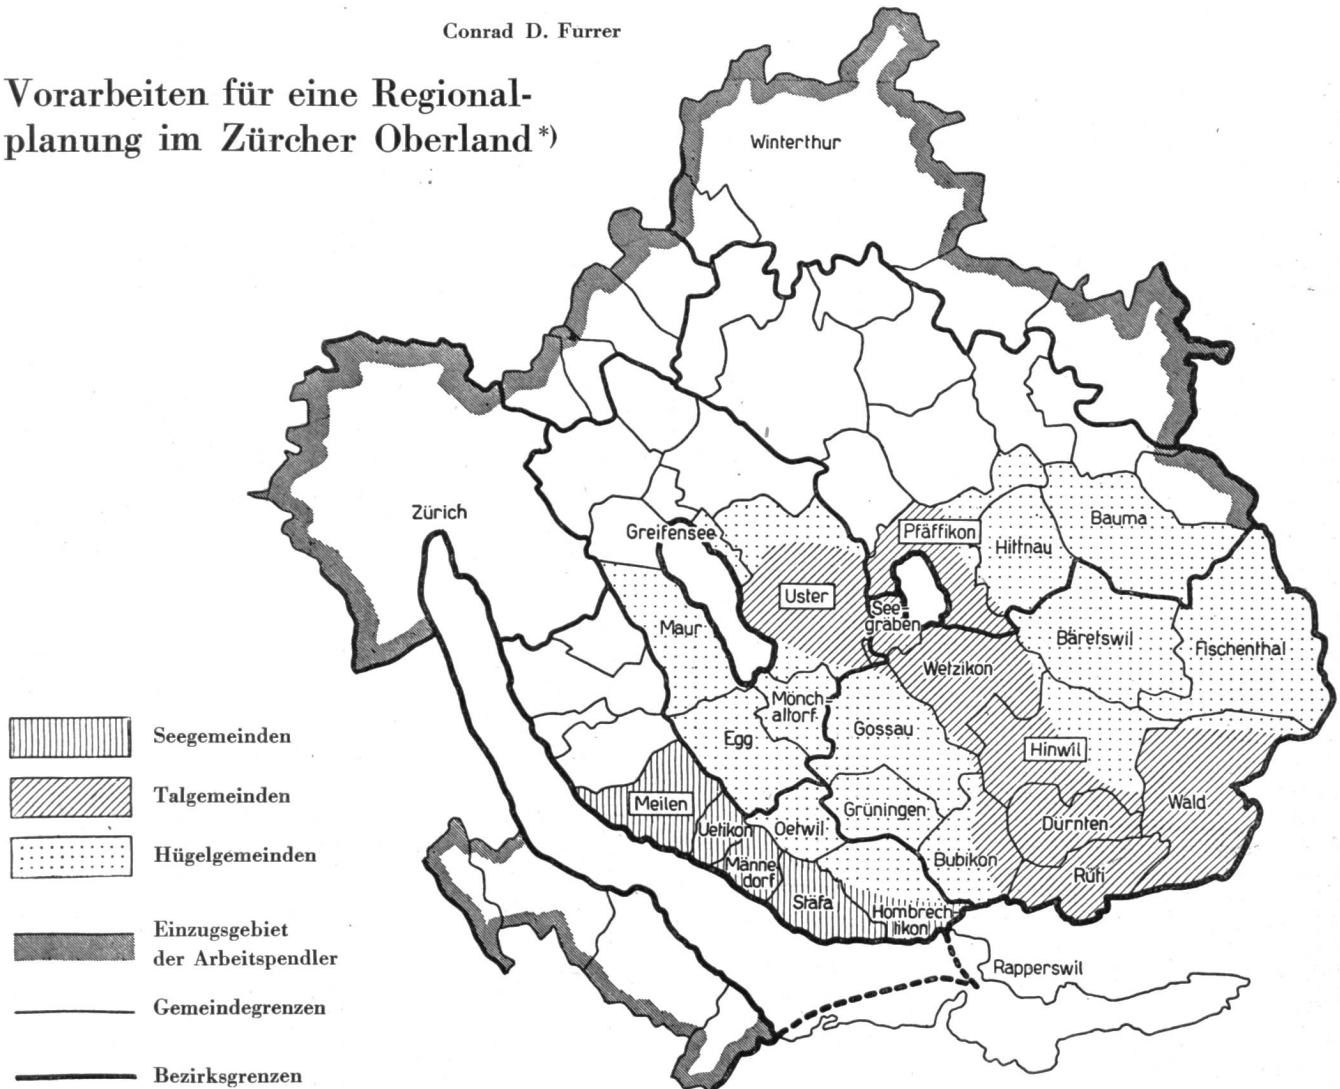 Conrad D. Furrer
Vorarbeiten für eine Regional-
planung im Zürcher Oberland *)
Winterthur
Zürich
Greifensee
Pfäffikon
Bauma
Hittnau
Uster
See-
gräben
Maur
Bäretswil
Fischenthal
Wetzikon
Mönch-
altorf
Egg
Gossau
Hinwil
Meilen
Grüningen
Wald
Uetikon
Oetwil
Dürnten
Männe
dorf
Bubikon
Rüti
Stäfa
Hombrech
tikon
Rapperswil
Seegemeinden
Talgemeinden
Hügelgemeinden
Einzugsgebiet
der Arbeitspendler
Gemeindegrenzen
Bezirksgrenzen